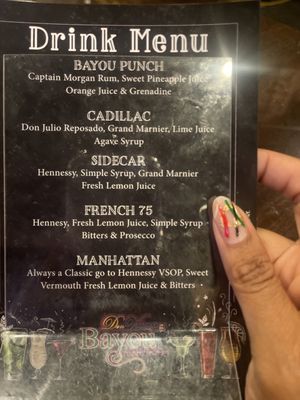 Drink Menu
BAYOU PUNCH
Captain Morgan Rum, Sweet Pineapple Juice
Orange Juice & Grenadine
CADILLAC
Don Julio Reposado, Grand Marnier, Lime Juice
Agave Syrup
SIDECAR
Hennessy, Simple Syrup, Grand Marnier
Fresh Lemon Juice
FRENCH 75
Hennesy, Fresh Lemon Juice, Simple Syrup
Bitters & Prosecco
MANHATTAN
Always a Classic go to Hennessy VSOP, Sweet
Vermouth Fresh Lemon Juice & Bitters
Bayou